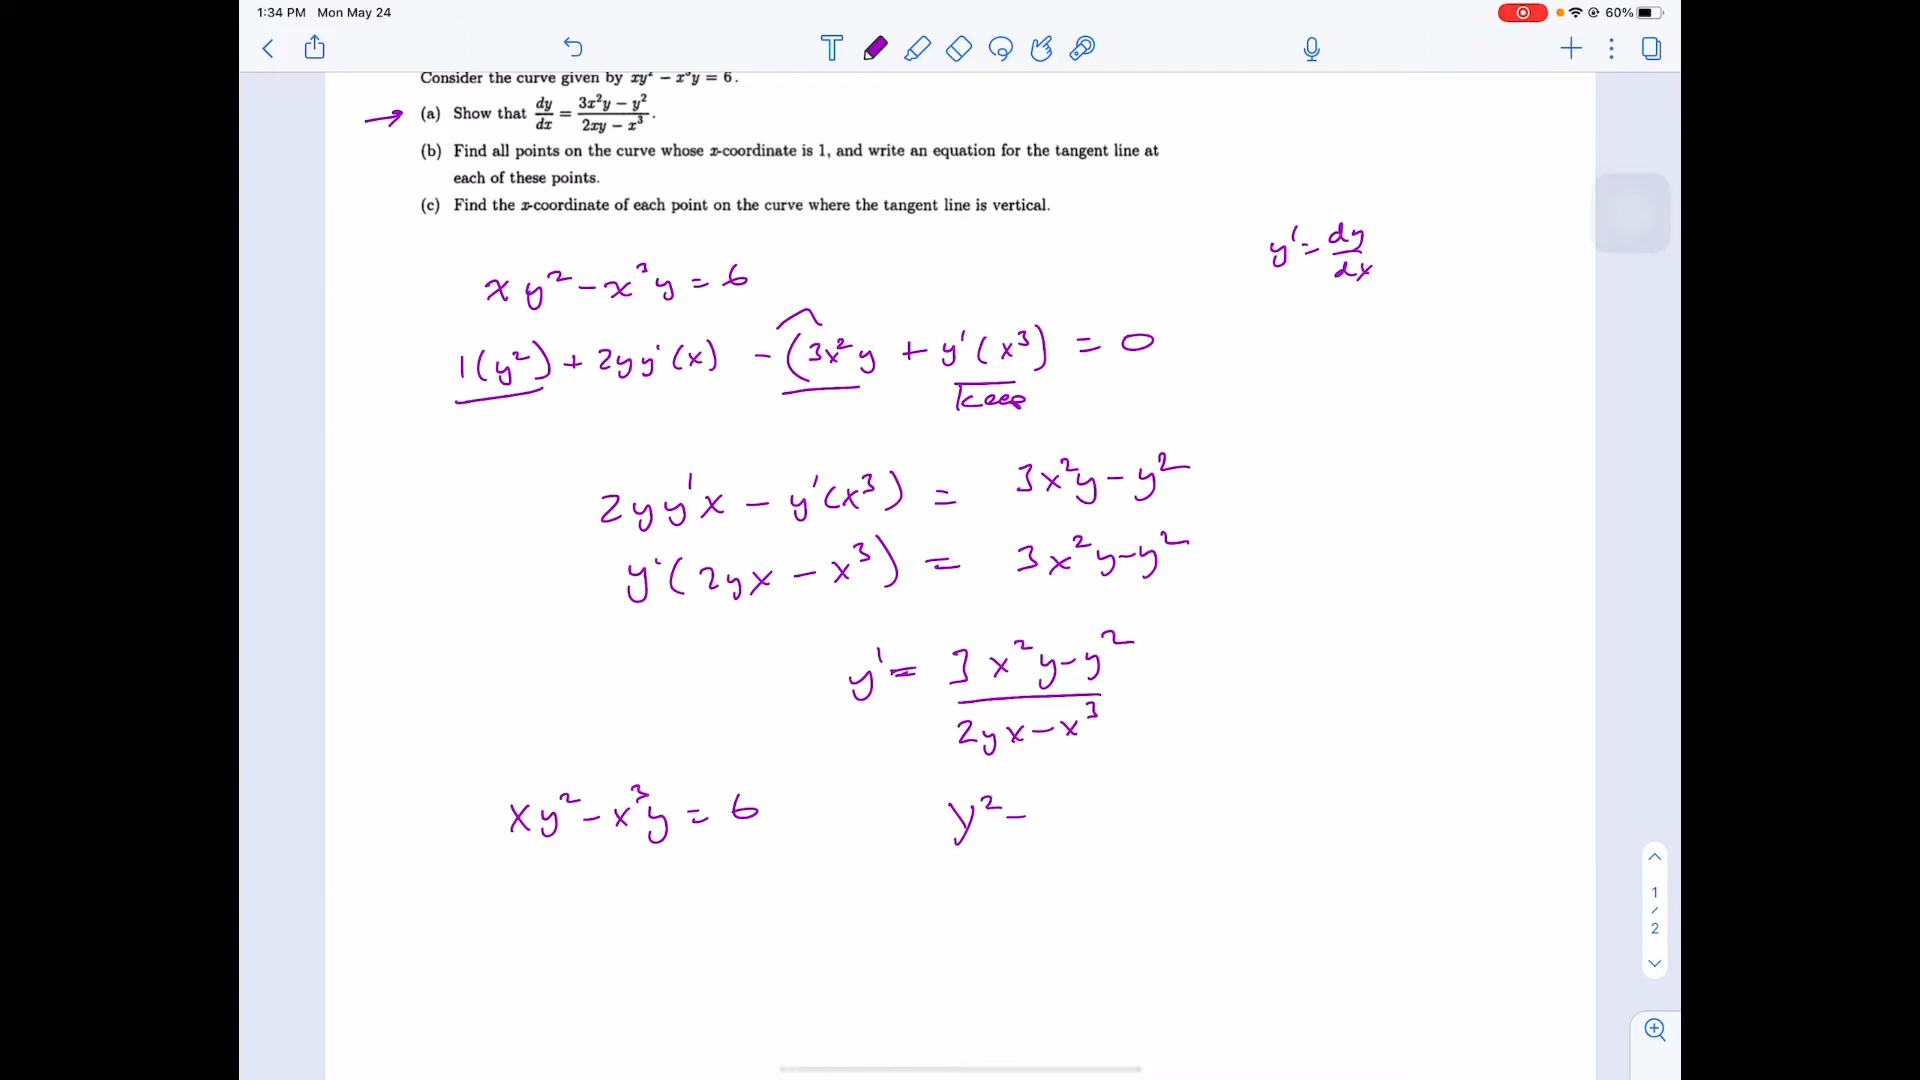 1:34 PM Mon May 24
60%
T
Consider the curve given by xy² − x³y = 6.
(a) Show that dy/dx = (3x²y − y²)/(2xy − x³).
(b) Find all points on the curve whose x-coordinate is 1, and write an equation for the tangent line at
each of these points.
(c) Find the x-coordinate of each point on the curve where the tangent line is vertical.
y' = dy/dx
xy² − x³y = 6
1(y²) + 2yy'(x) − (3x²y + y'(x³) = 0
keep
2yy'x − y'(x³) = 3x²y − y²
y'(2yx − x³) = 3x²y − y²
y' = (3x²y − y²)/(2yx − x³)
xy² − x³y = 6
y² −
1
/
2